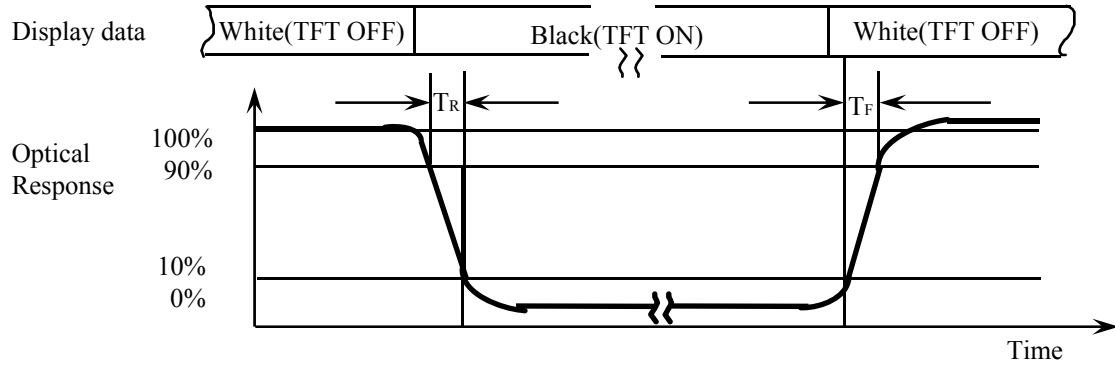 Display data
White(TFT OFF)
Black(TFT ON)
White(TFT OFF)
TR
TF
100%
Optical
Response
90%
10%
0%
Time